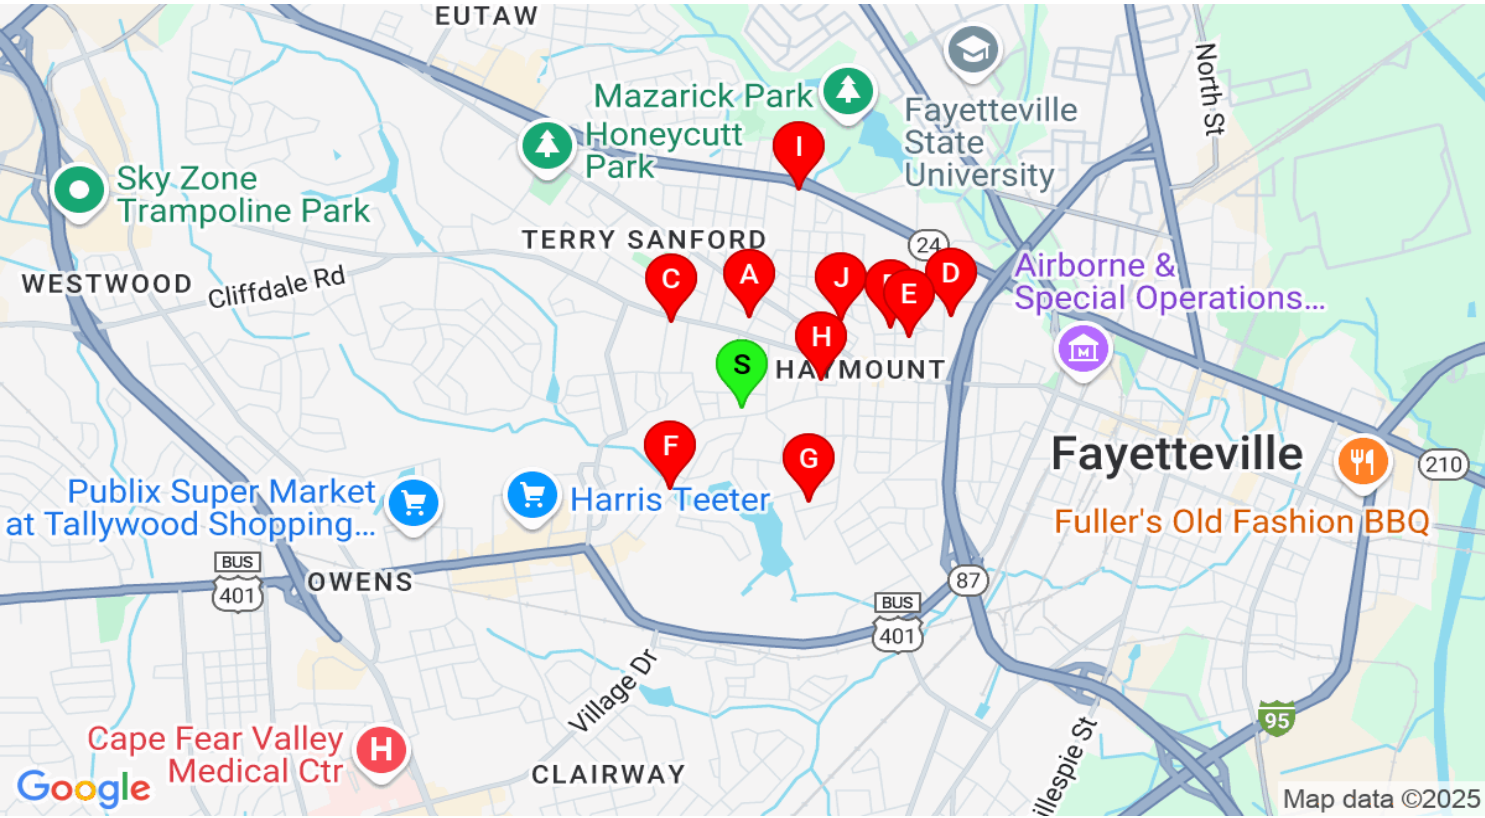 EUTAW
North St
Mazarick Park
Fayetteville
State
University
Honeycutt
Park
I
Sky Zone
Trampoline Park
TERRY SANFORD
24
WESTWOOD
Cliffdale Rd
C
A
J
E
D
Airborne &
Special Operations...
H
S
HAYMOUNT
M
F
G
Fayetteville
210
Publix Super Market
at Tallywood Shopping...
Harris Teeter
Fuller's Old Fashion BBQ
BUS
401
OWENS
87
BUS
401
Village Dr
95
Cape Fear Valley
Medical Ctr
H
CLAIRWAY
illespie St
Google
Map data ©2025